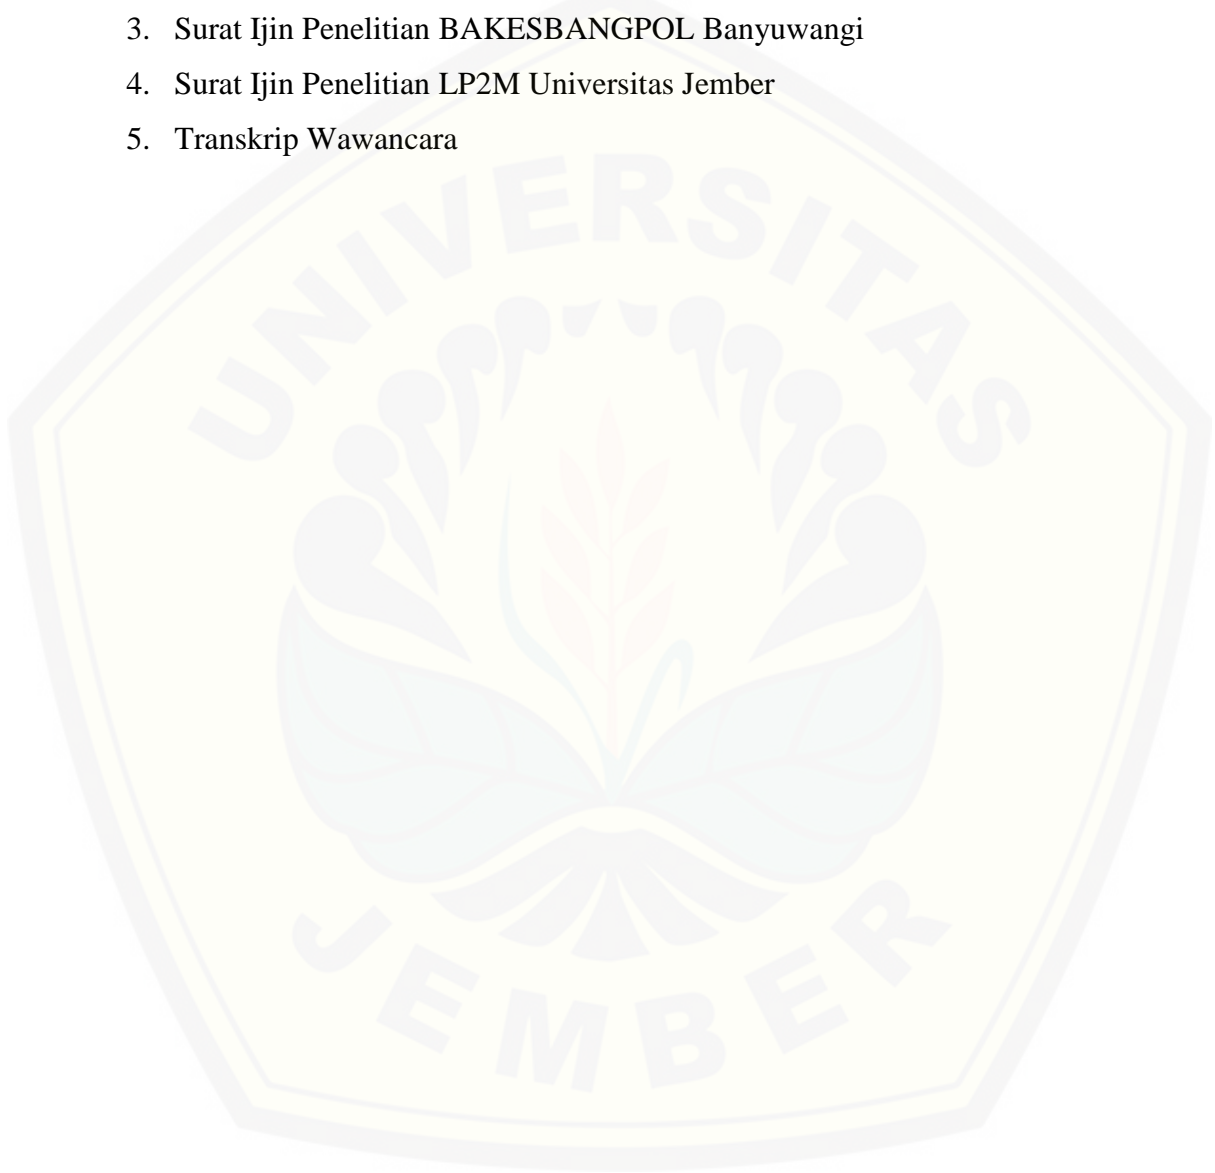 3. Surat Ijin Penelitian BAKESBANGPOL Banyuwangi
4. Surat Ijin Penelitian LP2M Universitas Jember
5. Transkrip Wawancara
UNIVERSITAS
JEMBER